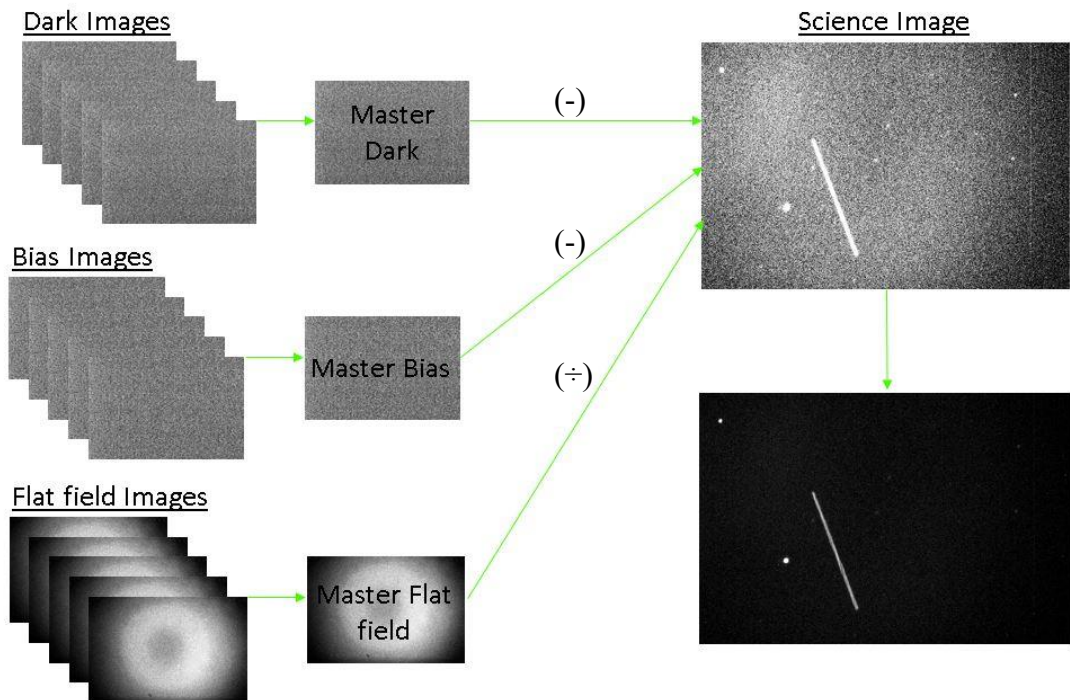 Dark Images
Science Image
Master
Dark
(-)
Bias Images
(-)
Master Bias
(÷)
Flat field Images
Master Flat
field